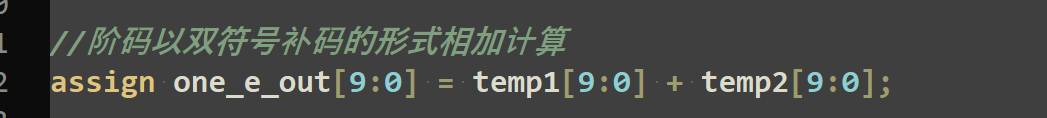 //阶码以双符号补码的形式相加计算
assign one_e_out[9:0] = temp1[9:0] + temp2[9:0];